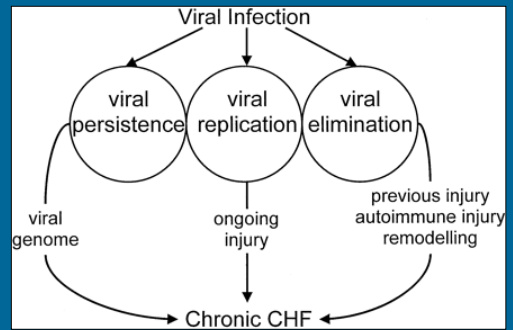 Viral Infection
viral
persistence
viral
replication
viral
elimination
viral
genome
ongoing
injury
previous injury
autoimmune injury
remodelling
Chronic CHF